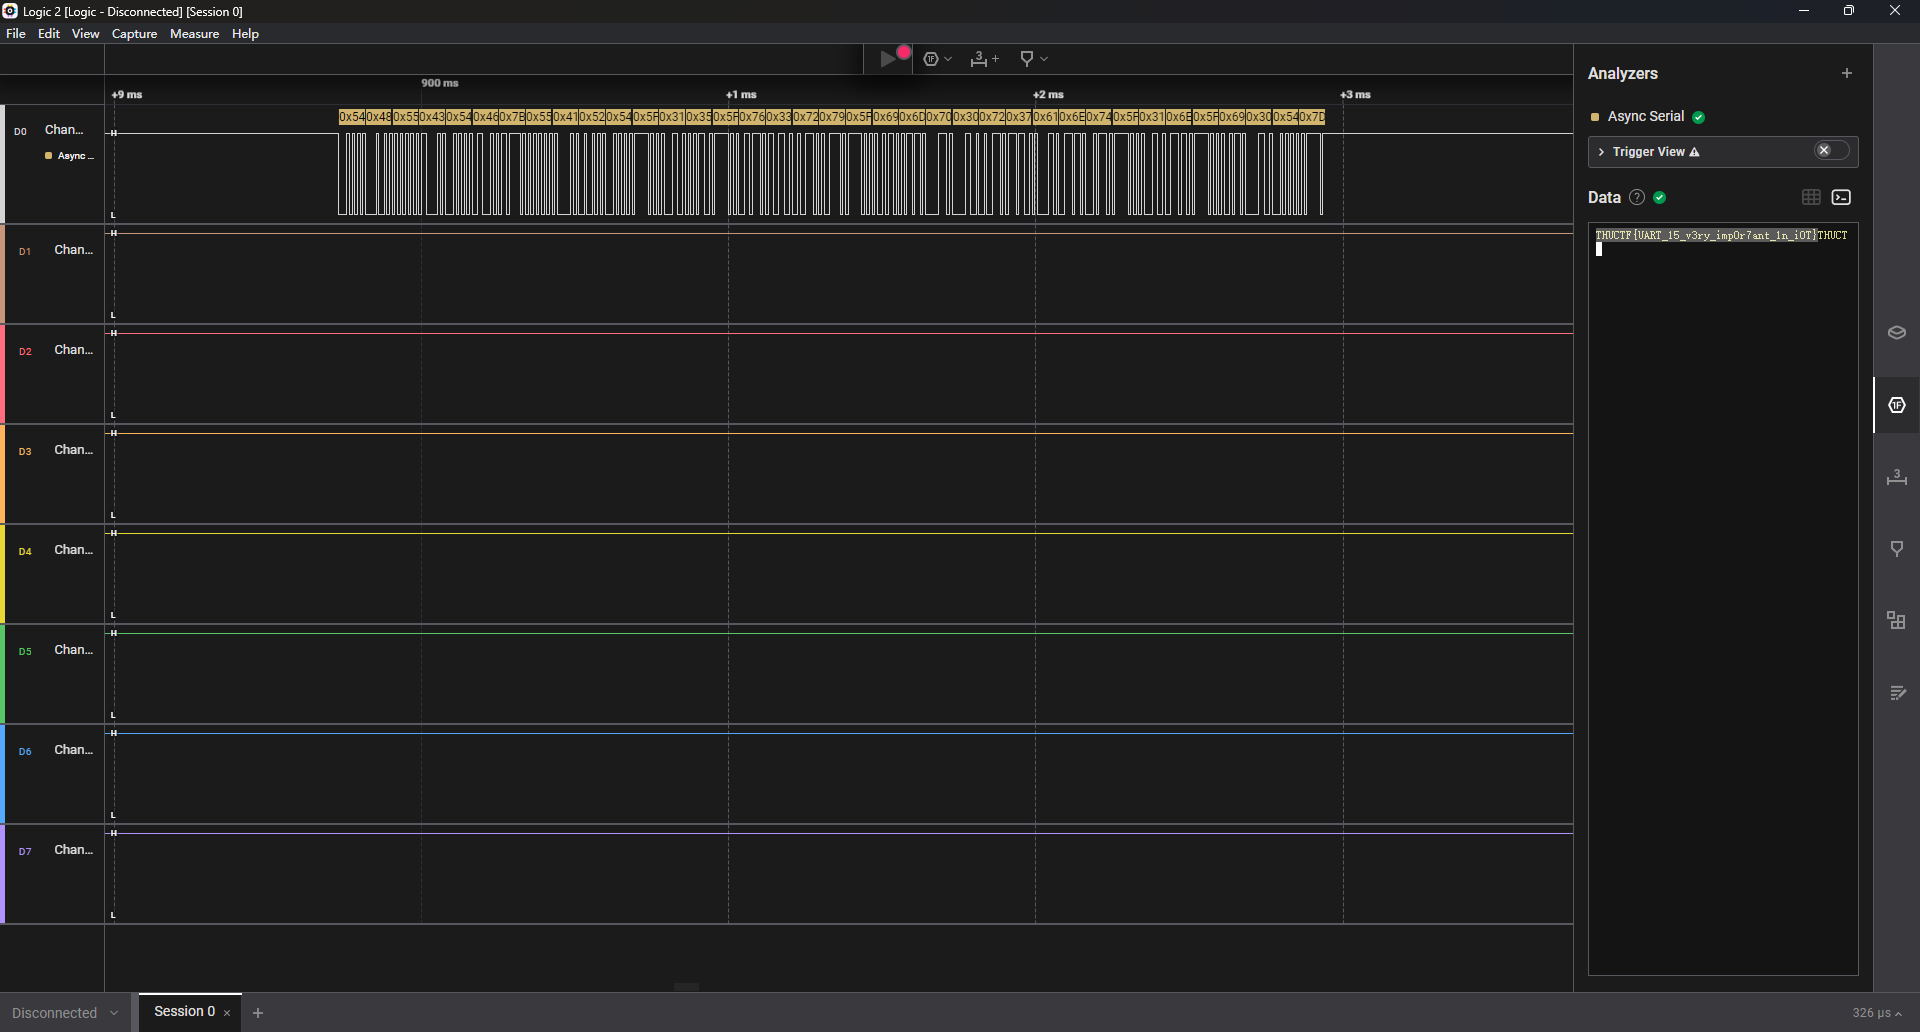 Logic 2 [Logic - Disconnected] [Session 0]
File Edit View Capture Measure Help
900 ms
+9 ms +1 ms +2 ms +3 ms
0x54 0x48 0x55 0x43 0x54 0x46 0x7B 0x55 0x41 0x52 0x54 0x5F 0x31 0x35 0x5F 0x76 0x33 0x72 0x79 0x5F 0x69 0x6D 0x70 0x30 0x72 0x37 0x61 0x6E 0x74 0x5F 0x31 0x6E 0x5F 0x69 0x30 0x54 0x7D
D0 Chan... H
Async ...
L
H
D1 Chan...
L
H
D2 Chan...
L
H
D3 Chan...
L
H
D4 Chan...
L
H
D5 Chan...
L
H
D6 Chan...
L
H
D7 Chan...
L
Analyzers +
Async Serial
Trigger View
Data
THUCTF{UART_15_v3ry_imp0r7ant_1n_i0T}THUCT
1F
3
Disconnected
Session 0 × +
326 µs